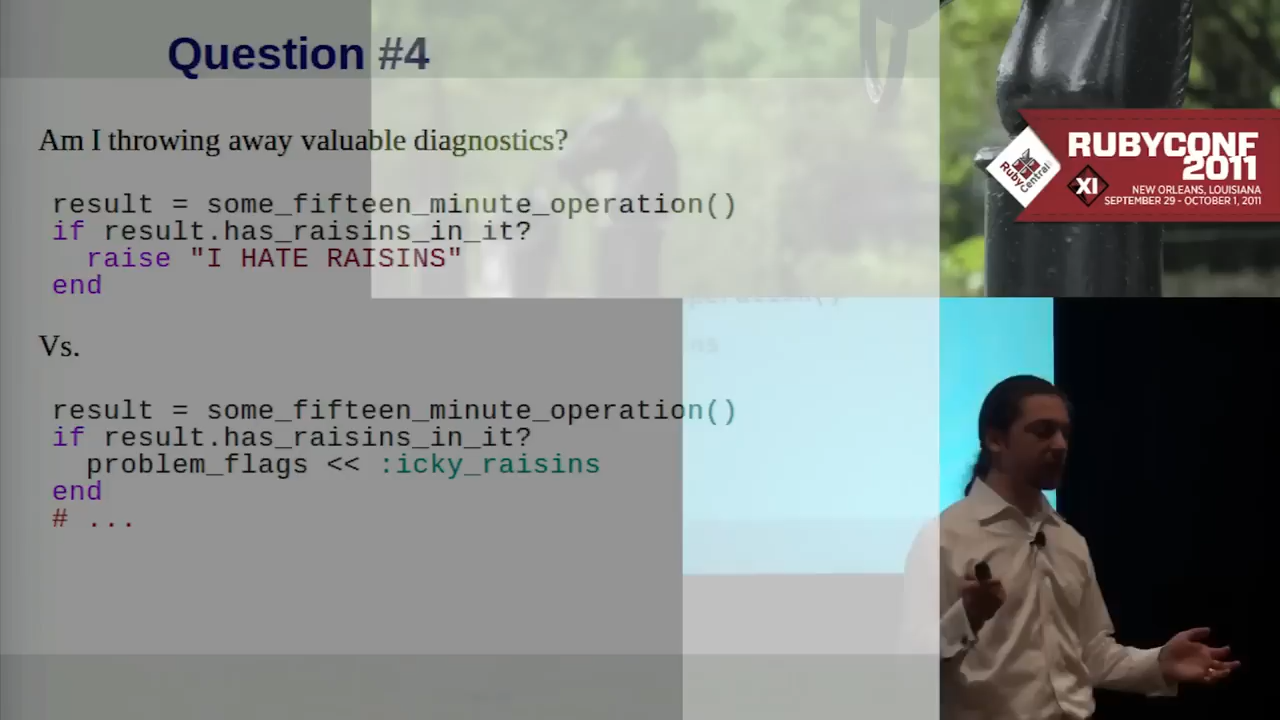 Question #4
Am I throwing away valuable diagnostics?
result = some_fifteen_minute_operation()
if result.has_raisins_in_it?
  raise "I HATE RAISINS"
end
Vs.
result = some_fifteen_minute_operation()
if result.has_raisins_in_it?
  problem_flags << :icky_raisins
end
# ...
RUBYCONF
2011
RubyCentral
XI
NEW ORLEANS, LOUISIANA
SEPTEMBER 29 - OCTOBER 1, 2011